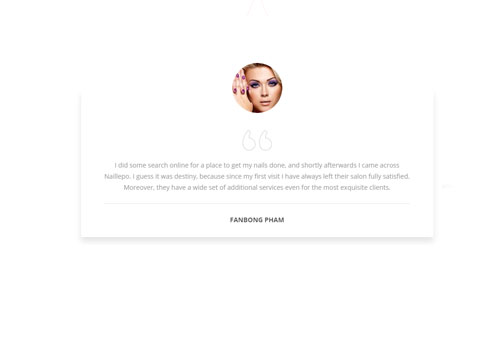 I did some search online for a place to get my nails done, and shortly afterwards I came across
Naillepo. I guess it was destiny, because since my first visit I have always left their salon fully satisfied.
Moreover, they have a wide set of additional services even for the most exquisite clients.
FANBONG PHAM